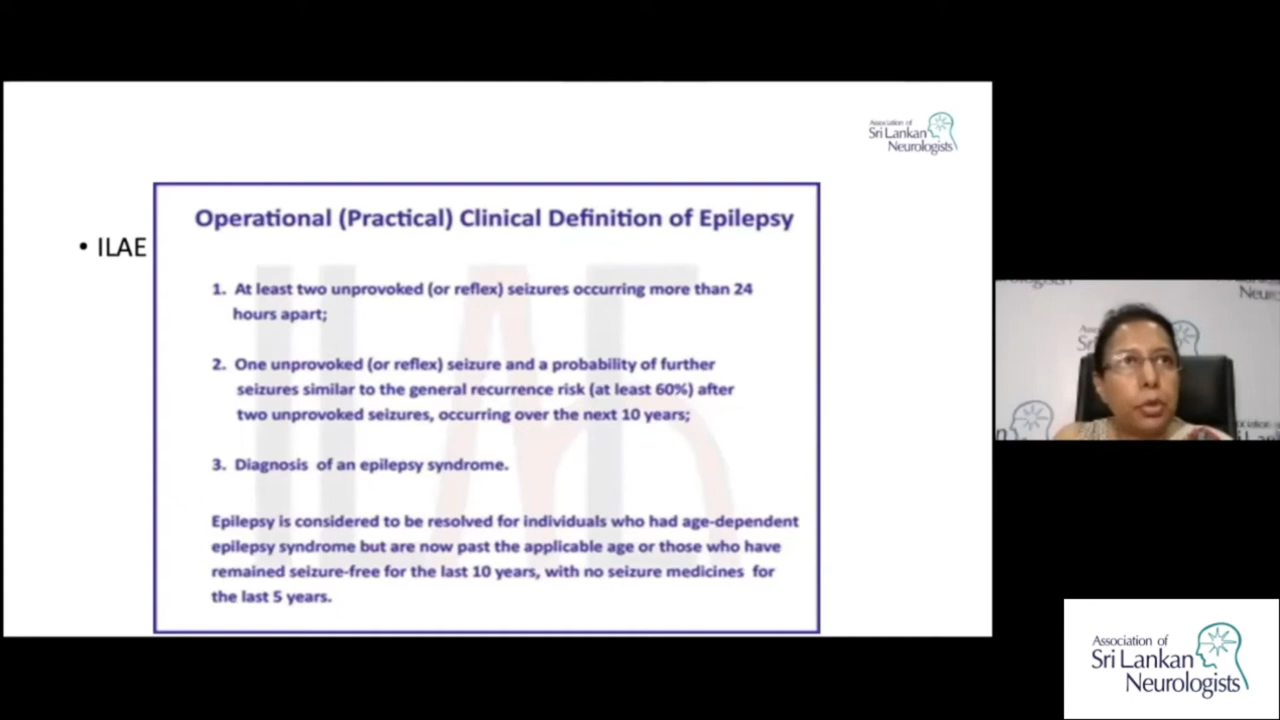 Association of
Sri Lankan
Neurologists
Operational (Practical) Clinical Definition of Epilepsy
• ILAE
1. At least two unprovoked (or reflex) seizures occurring more than 24
hours apart;
2. One unprovoked (or reflex) seizure and a probability of further
seizures similar to the general recurrence risk (at least 60%) after
two unprovoked seizures, occurring over the next 10 years;
3. Diagnosis of an epilepsy syndrome.
Epilepsy is considered to be resolved for individuals who had age-dependent
epilepsy syndrome but are now past the applicable age or those who have
remained seizure-free for the last 10 years, with no seizure medicines for
the last 5 years.
Association of
Sri Lankan
Neurologists